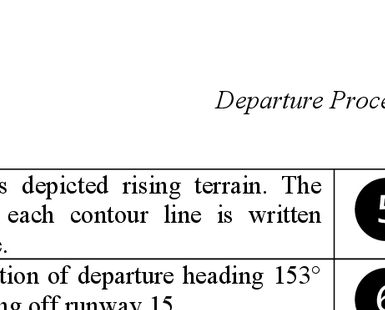 Departure Proce
s depicted rising terrain. The
each contour line is written
e.
5
tion of departure heading 153°
ng off runway 15
6